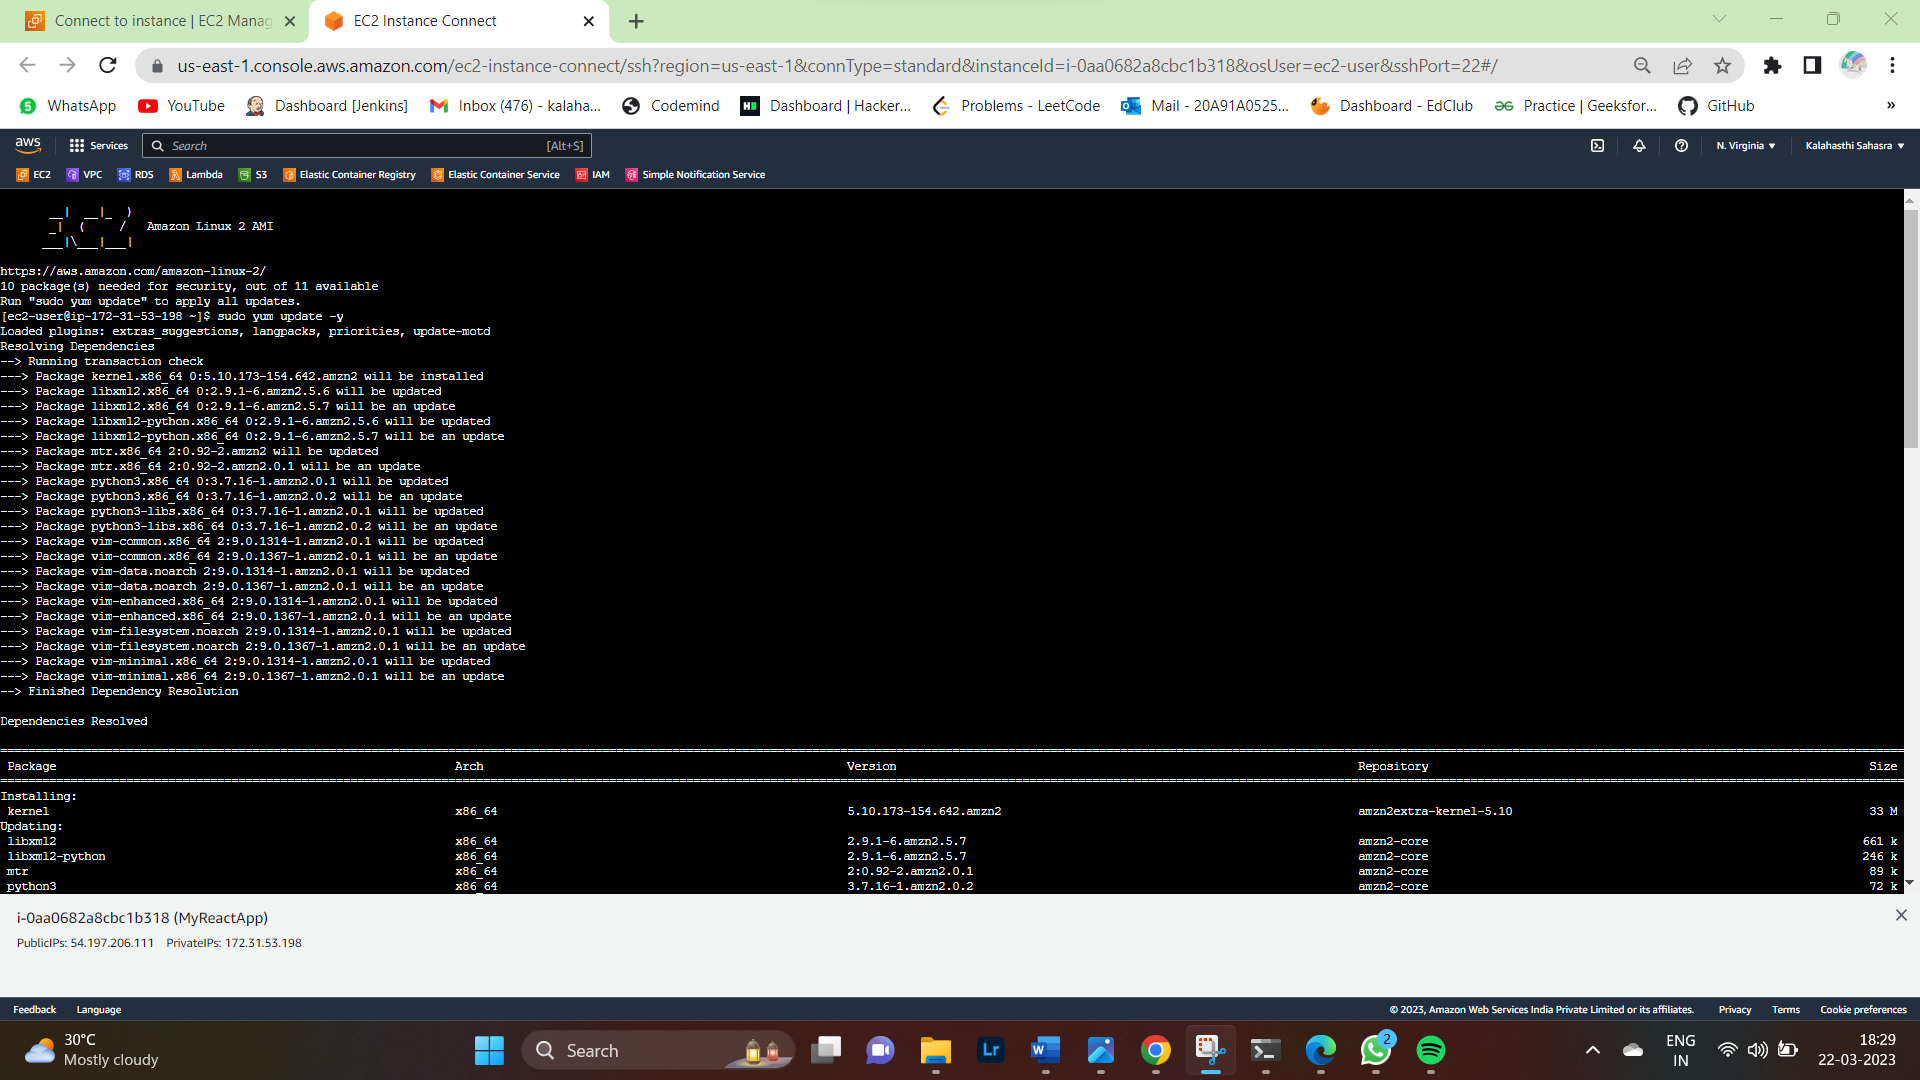 Connect to instance | EC2 Manag
EC2 Instance Connect
us-east-1.console.aws.amazon.com/ec2-instance-connect/ssh?region=us-east-1&connType=standard&instanceId=i-0aa0682a8cbc1b318&osUser=ec2-user&sshPort=22#/
WhatsApp YouTube Dashboard [Jenkins] Inbox (476) - kalaha... Codemind Dashboard | Hacker... Problems - LeetCode Mail - 20A91A0525... Dashboard - EdClub Practice | Geeksfor... GitHub »
aws Services Search [Alt+S] N. Virginia Kalahasthi Sahasra
EC2 VPC RDS Lambda S3 Elastic Container Registry Elastic Container Service IAM Simple Notification Service
__|  __|_  )
_|  (     /   Amazon Linux 2 AMI
___|\___|___|
https://aws.amazon.com/amazon-linux-2/
10 package(s) needed for security, out of 11 available
Run "sudo yum update" to apply all updates.
[ec2-user@ip-172-31-53-198 ~]$ sudo yum update -y
Loaded plugins: extras_suggestions, langpacks, priorities, update-motd
Resolving Dependencies
--> Running transaction check
---> Package kernel.x86_64 0:5.10.173-154.642.amzn2 will be installed
---> Package libxml2.x86_64 0:2.9.1-6.amzn2.5.6 will be updated
---> Package libxml2.x86_64 0:2.9.1-6.amzn2.5.7 will be an update
---> Package libxml2-python.x86_64 0:2.9.1-6.amzn2.5.6 will be updated
---> Package libxml2-python.x86_64 0:2.9.1-6.amzn2.5.7 will be an update
---> Package mtr.x86_64 2:0.92-2.amzn2 will be updated
---> Package mtr.x86_64 2:0.92-2.amzn2.0.1 will be an update
---> Package python3.x86_64 0:3.7.16-1.amzn2.0.1 will be updated
---> Package python3.x86_64 0:3.7.16-1.amzn2.0.2 will be an update
---> Package python3-libs.x86_64 0:3.7.16-1.amzn2.0.1 will be updated
---> Package python3-libs.x86_64 0:3.7.16-1.amzn2.0.2 will be an update
---> Package vim-common.x86_64 2:9.0.1314-1.amzn2.0.1 will be updated
---> Package vim-common.x86_64 2:9.0.1367-1.amzn2.0.1 will be an update
---> Package vim-data.noarch 2:9.0.1314-1.amzn2.0.1 will be updated
---> Package vim-data.noarch 2:9.0.1367-1.amzn2.0.1 will be an update
---> Package vim-enhanced.x86_64 2:9.0.1314-1.amzn2.0.1 will be updated
---> Package vim-enhanced.x86_64 2:9.0.1367-1.amzn2.0.1 will be an update
---> Package vim-filesystem.noarch 2:9.0.1314-1.amzn2.0.1 will be updated
---> Package vim-filesystem.noarch 2:9.0.1367-1.amzn2.0.1 will be an update
---> Package vim-minimal.x86_64 2:9.0.1314-1.amzn2.0.1 will be updated
---> Package vim-minimal.x86_64 2:9.0.1367-1.amzn2.0.1 will be an update
--> Finished Dependency Resolution
Dependencies Resolved
Package Arch Version Repository Size
Installing:
kernel x86_64 5.10.173-154.642.amzn2 amzn2extra-kernel-5.10 33 M
Updating:
libxml2 x86_64 2.9.1-6.amzn2.5.7 amzn2-core 661 k
libxml2-python x86_64 2.9.1-6.amzn2.5.7 amzn2-core 246 k
mtr x86_64 2:0.92-2.amzn2.0.1 amzn2-core 89 k
python3 x86_64 3.7.16-1.amzn2.0.2 amzn2-core 72 k
i-0aa0682a8cbc1b318 (MyReactApp)
PublicIPs: 54.197.206.111 PrivateIPs: 172.31.53.198
Feedback Language © 2023, Amazon Web Services India Private Limited or its affiliates. Privacy Terms Cookie preferences
30°C
Mostly cloudy
Search
Lr
W
2
ENG
IN
18:29
22-03-2023